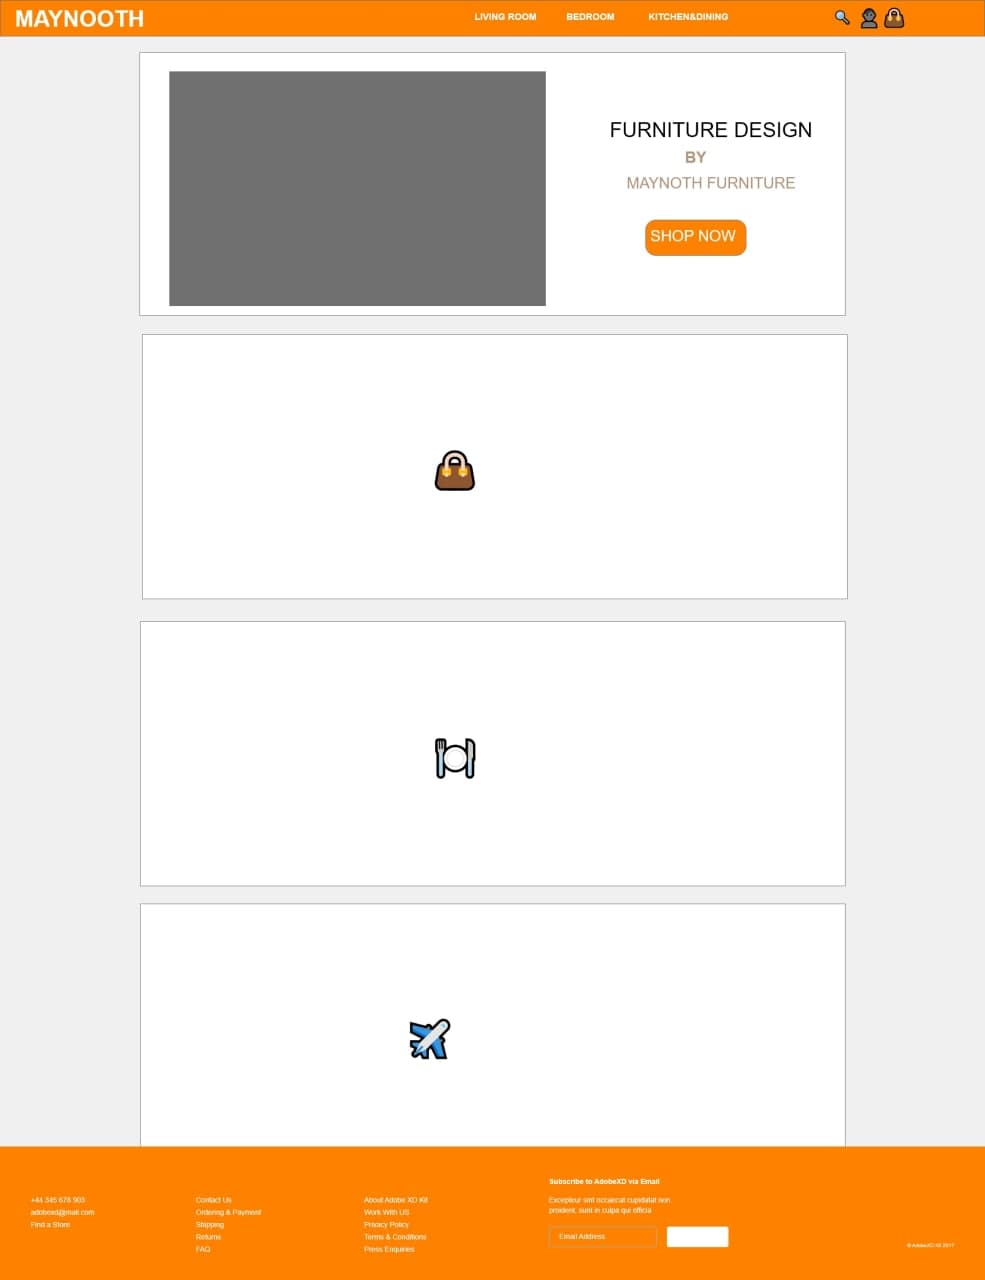 MAYNOOTH
LIVING ROOM BEDROOM KITCHEN&DINING
FURNITURE DESIGN
BY
MAYNOTH FURNITURE
SHOP NOW
+44 345 678 903
adobexd@mail.com
Find a Store
Contact Us
Ordering & Payment
Shipping
Returns
FAQ
About Adobe XD Kit
Work With US
Privacy Policy
Terms & Conditions
Press Enquiries
Subscribe to AdobeXD via Email
Excepteur sint occaecat cupidatat non
proident, sunt in culpa qui officia
Email Address
© AdobeXD Kit 2017